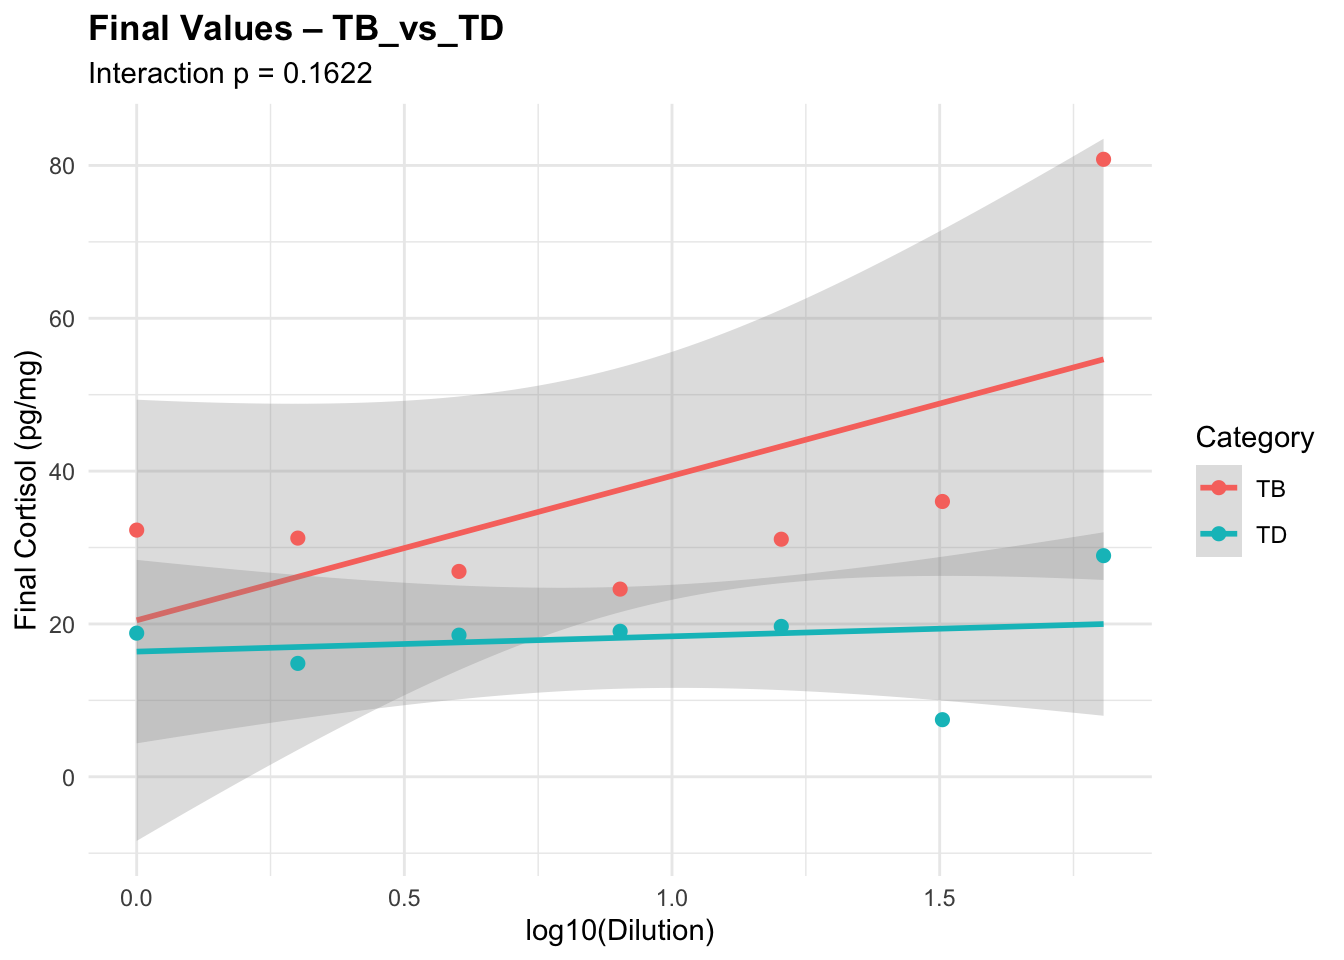 Final Values – TB_vs_TD
Interaction p = 0.1622
80
60
40
20
0
Final Cortisol (pg/mg)
0.0
0.5
1.0
1.5
log10(Dilution)
Category
TB
TD